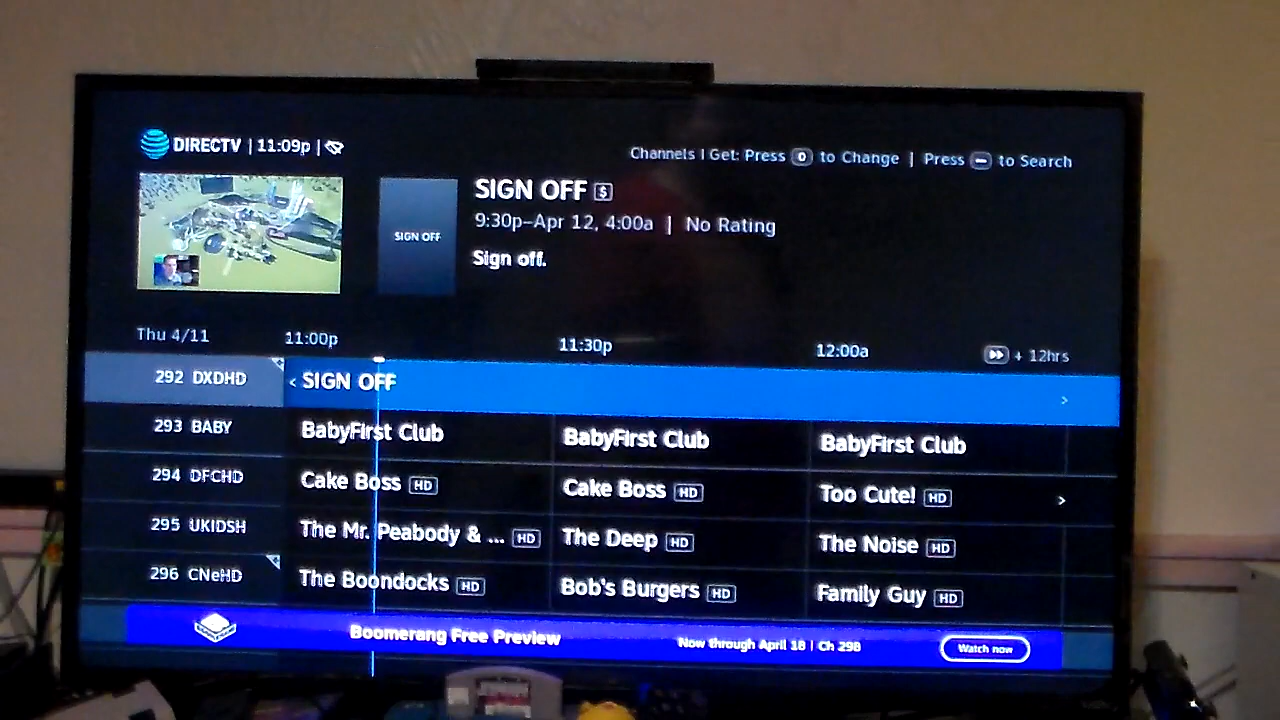 DIRECTV | 11:09p |
Channels I Get: Press 0 to Change | Press – to Search
SIGN OFF $
9:30p–Apr 12, 4:00a | No Rating
SIGN OFF
Sign off.
Thu 4/11 11:00p 11:30p 12:00a + 12hrs
292 DXDHD ‹ SIGN OFF ›
293 BABY BabyFirst Club BabyFirst Club BabyFirst Club
294 DFCHD Cake Boss HD Cake Boss HD Too Cute! HD ›
295 UKIDSH The Mr. Peabody & ... HD The Deep HD The Noise HD
296 CNeHD The Boondocks HD Bob's Burgers HD Family Guy HD
Boomerang Free Preview Now through April 18 | Ch 298 Watch now